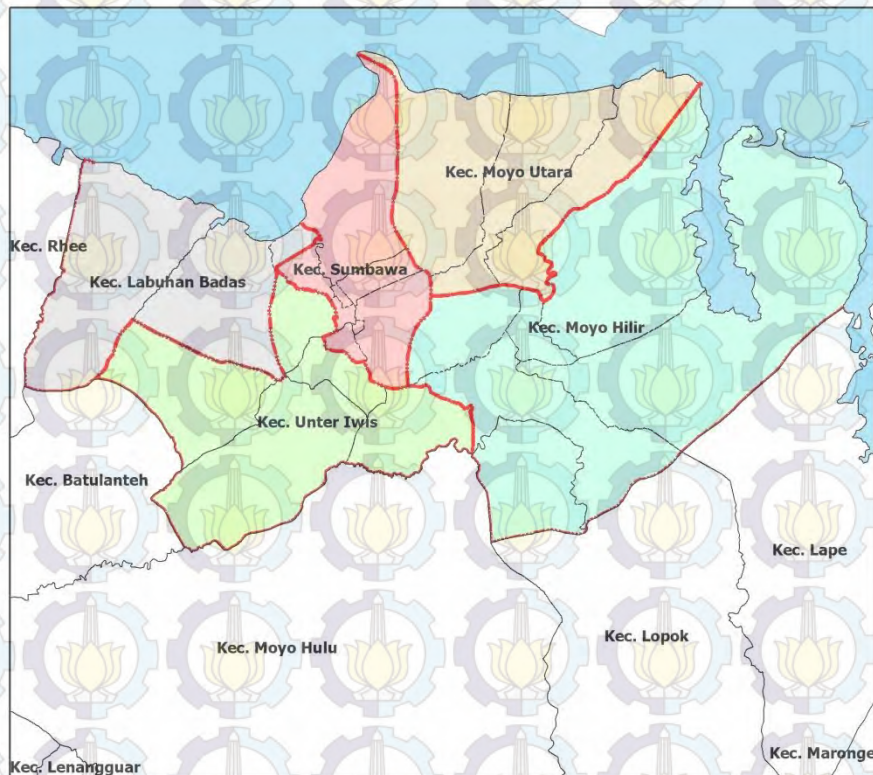 Kec. Moyo Utara
Kec. Rhee
Kec. Sumbawa
Kec. Labuhan Badas
Kec. Moyo Hilir
Kec. Unter Iwis
Kec. Batulanteh
Kec. Lape
Kec. Lopok
Kec. Moyo Hulu
Kec. Maronge
Kec. Lenangguar